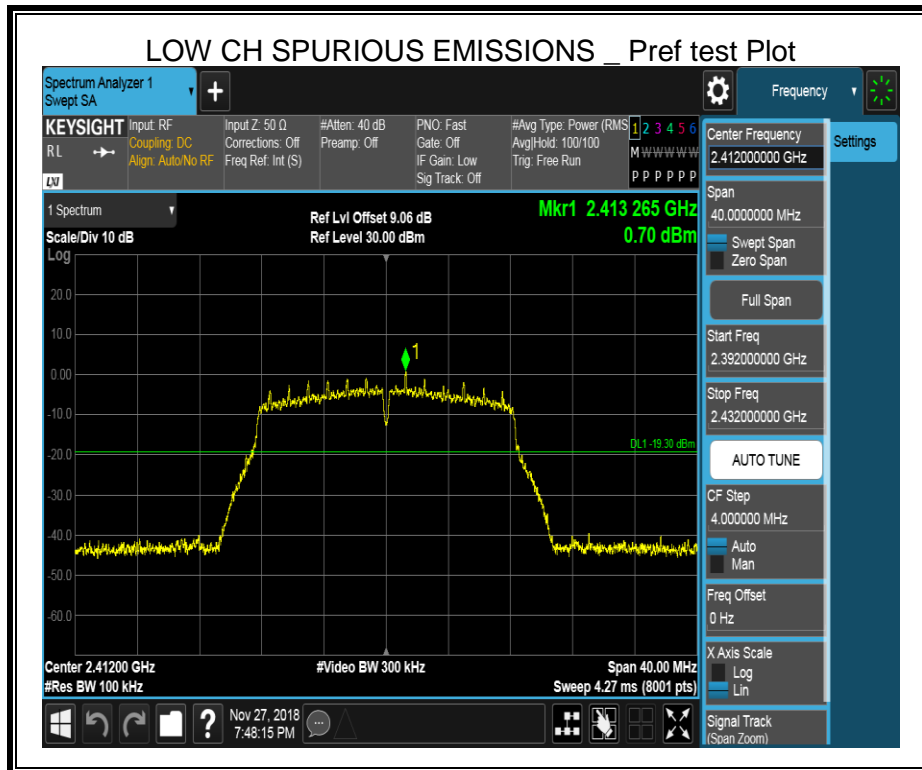 LOW CH SPURIOUS EMISSIONS _ Pref test Plot
Spectrum Analyzer 1
Swept SA
Frequency
KEYSIGHT
RL
LXI
Input: RF
Coupling: DC
Align: Auto/No RF
Input Z: 50 Ω
Corrections: Off
Freq Ref: Int (S)
#Atten: 40 dB
Preamp: Off
PNO: Fast
Gate: Off
IF Gain: Low
Sig Track: Off
#Avg Type: Power (RMS
Avg|Hold: 100/100
Trig: Free Run
1 2 3 4 5 6
M W W W W W
P P P P P P
1 Spectrum
Scale/Div 10 dB
Ref Lvl Offset 9.06 dB
Ref Level 30.00 dBm
Mkr1 2.413 265 GHz
0.70 dBm
Log
20.0
10.0
0.00
-10.0
-20.0
-30.0
-40.0
-50.0
-60.0
1
DL1 -19.30 dBm
Center 2.41200 GHz
#Res BW 100 kHz
#Video BW 300 kHz
Span 40.00 MHz
Sweep 4.27 ms (8001 pts)
Center Frequency
2.412000000 GHz
Settings
Span
40.0000000 MHz
Swept Span
Zero Span
Full Span
Start Freq
2.392000000 GHz
Stop Freq
2.432000000 GHz
AUTO TUNE
CF Step
4.000000 MHz
Auto
Man
Freq Offset
0 Hz
X Axis Scale
Log
Lin
Signal Track
(Span Zoom)
?
Nov 27, 2018
7:48:15 PM